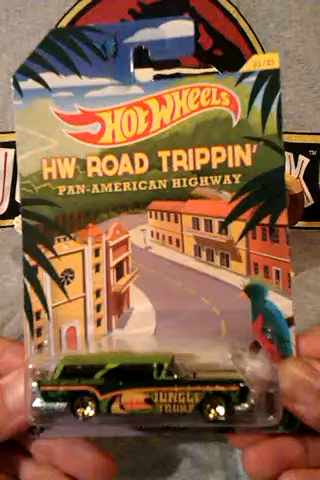 HOT WHEELS
HW ROAD TRIPPIN'
PAN-AMERICAN HIGHWAY
JUNGLE
TOURS